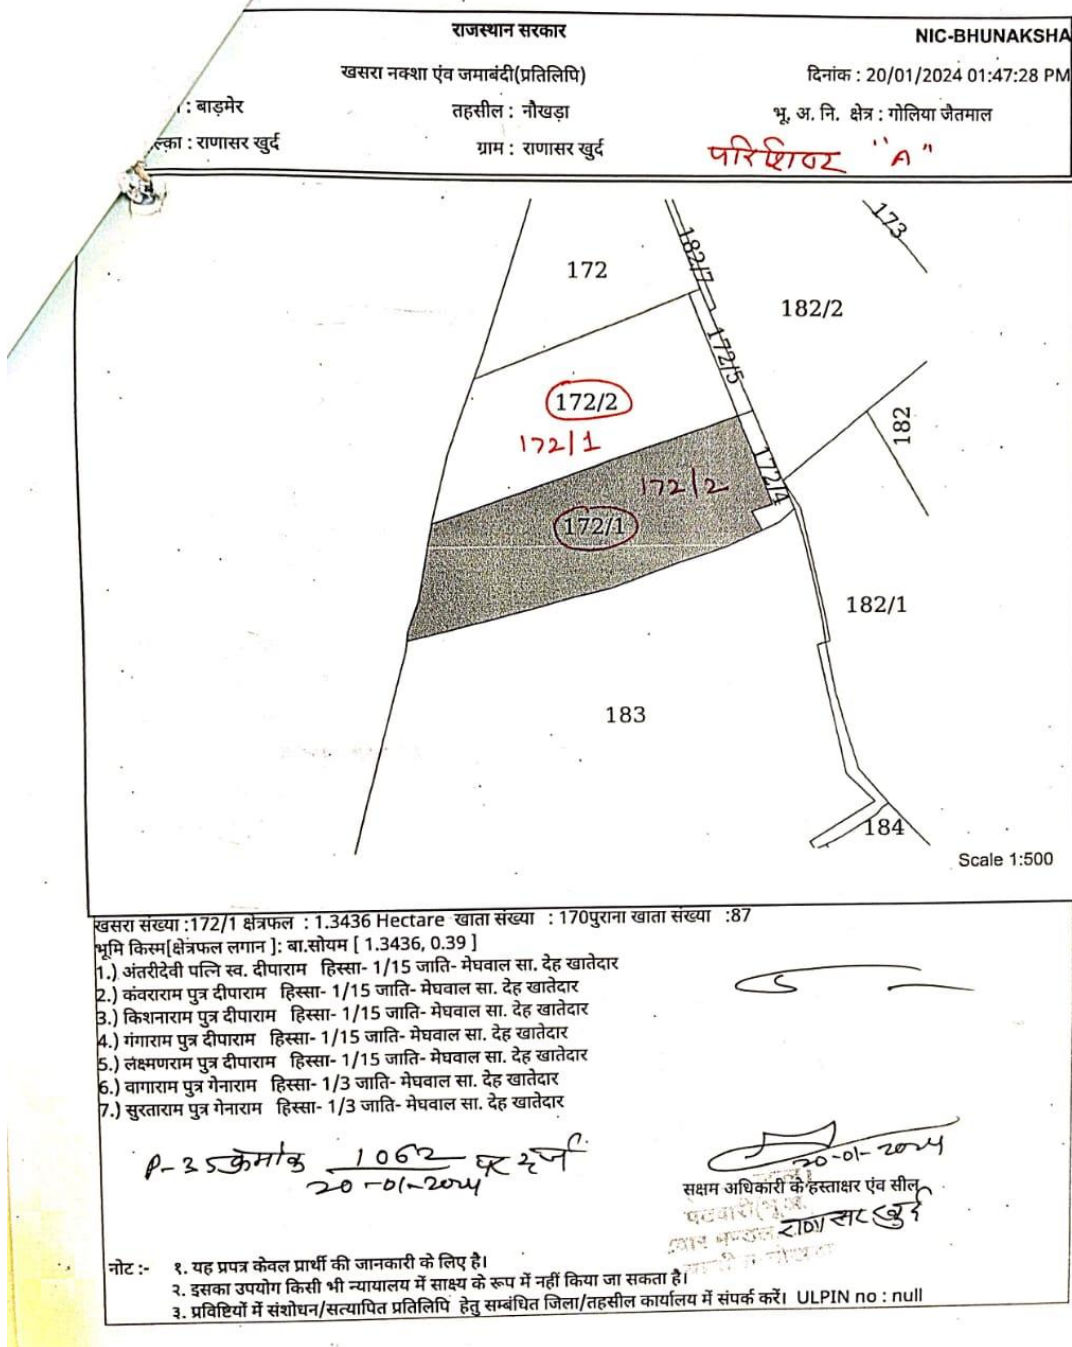 राजस्थान सरकार
NIC-BHUNAKSHA
खसरा नक्शा एंव जमाबंदी(प्रतिलिपि)
दिनांक : 20/01/2024 01:47:28 PM
: बाड़मेर
तहसील : नौखड़ा
भू. अ. नि. क्षेत्र : गोलिया जैतमाल
ल्का : राणासर खुर्द
ग्राम : राणासर खुर्द
परिशिष्ट "A"
173
182/7
172
182/2
172/5
172/2
172/1
182
172/4
172/2
172/1
182/1
183
184
Scale 1:500
खसरा संख्या :172/1 क्षेत्रफल : 1.3436 Hectare खाता संख्या : 170पुराना खाता संख्या :87
भूमि किस्म[क्षेत्रफल लगान ]: बा.सोयम [ 1.3436, 0.39 ]
1.) अंतरीदेवी पत्नि स्व. दीपाराम हिस्सा- 1/15 जाति- मेघवाल सा. देह खातेदार
2.) कंवराराम पुत्र दीपाराम हिस्सा- 1/15 जाति- मेघवाल सा. देह खातेदार
3.) किशनाराम पुत्र दीपाराम हिस्सा- 1/15 जाति- मेघवाल सा. देह खातेदार
4.) गंगाराम पुत्र दीपाराम हिस्सा- 1/15 जाति- मेघवाल सा. देह खातेदार
5.) लक्ष्मणराम पुत्र दीपाराम हिस्सा- 1/15 जाति- मेघवाल सा. देह खातेदार
6.) वागाराम पुत्र गेनाराम हिस्सा- 1/3 जाति- मेघवाल सा. देह खातेदार
7.) सुरताराम पुत्र गेनाराम हिस्सा- 1/3 जाति- मेघवाल सा. देह खातेदार
P-35 क्रमांक 1062 पर दर्ज
20-01-2024
20-01-2024
सक्षम अधिकारी के हस्ताक्षर एंव सील
पटवारी
राणासर खुर्द
नोट :- १. यह प्रपत्र केवल प्रार्थी की जानकारी के लिए है।
२. इसका उपयोग किसी भी न्यायालय में साक्ष्य के रूप में नहीं किया जा सकता है।
३. प्रविष्टियों में संशोधन/सत्यापित प्रतिलिपि हेतु सम्बंधित जिला/तहसील कार्यालय में संपर्क करें। ULPIN no : null